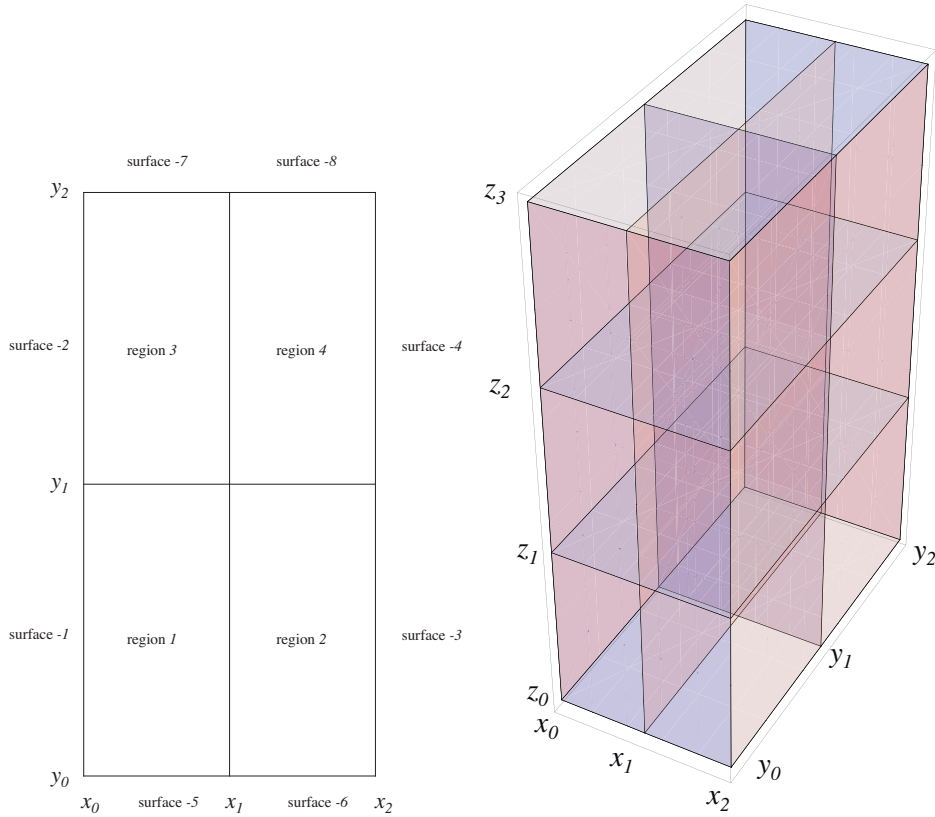 surface -7 surface -8
y2
surface -2 region 3 region 4 surface -4
y1
surface -1 region 1 region 2 surface -3
y0
x0 surface -5 x1 surface -6 x2
z3
z2
z1
z0
x0
x1
x2
y0
y1
y2